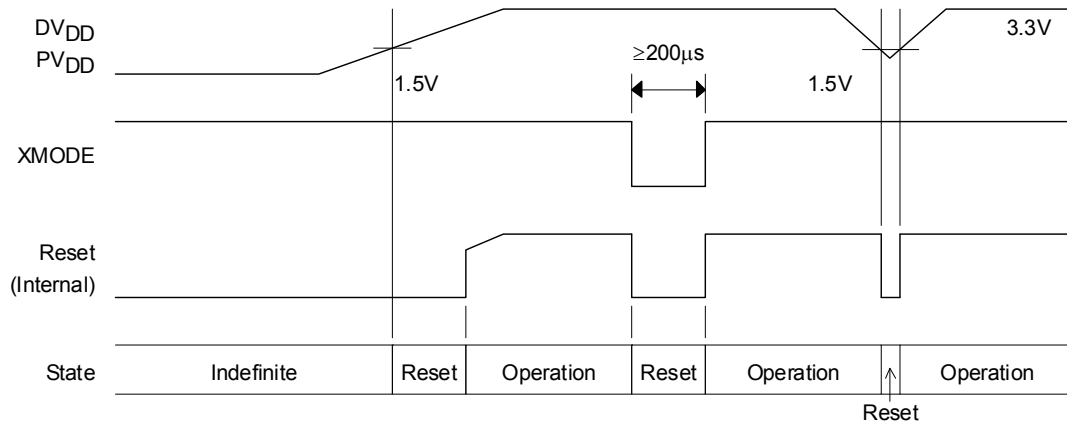 DVDD
PVDD
3.3V
≥200μs
1.5V
1.5V
XMODE
Reset
(Internal)
State
Indefinite
Reset
Operation
Reset
Operation
Operation
Reset